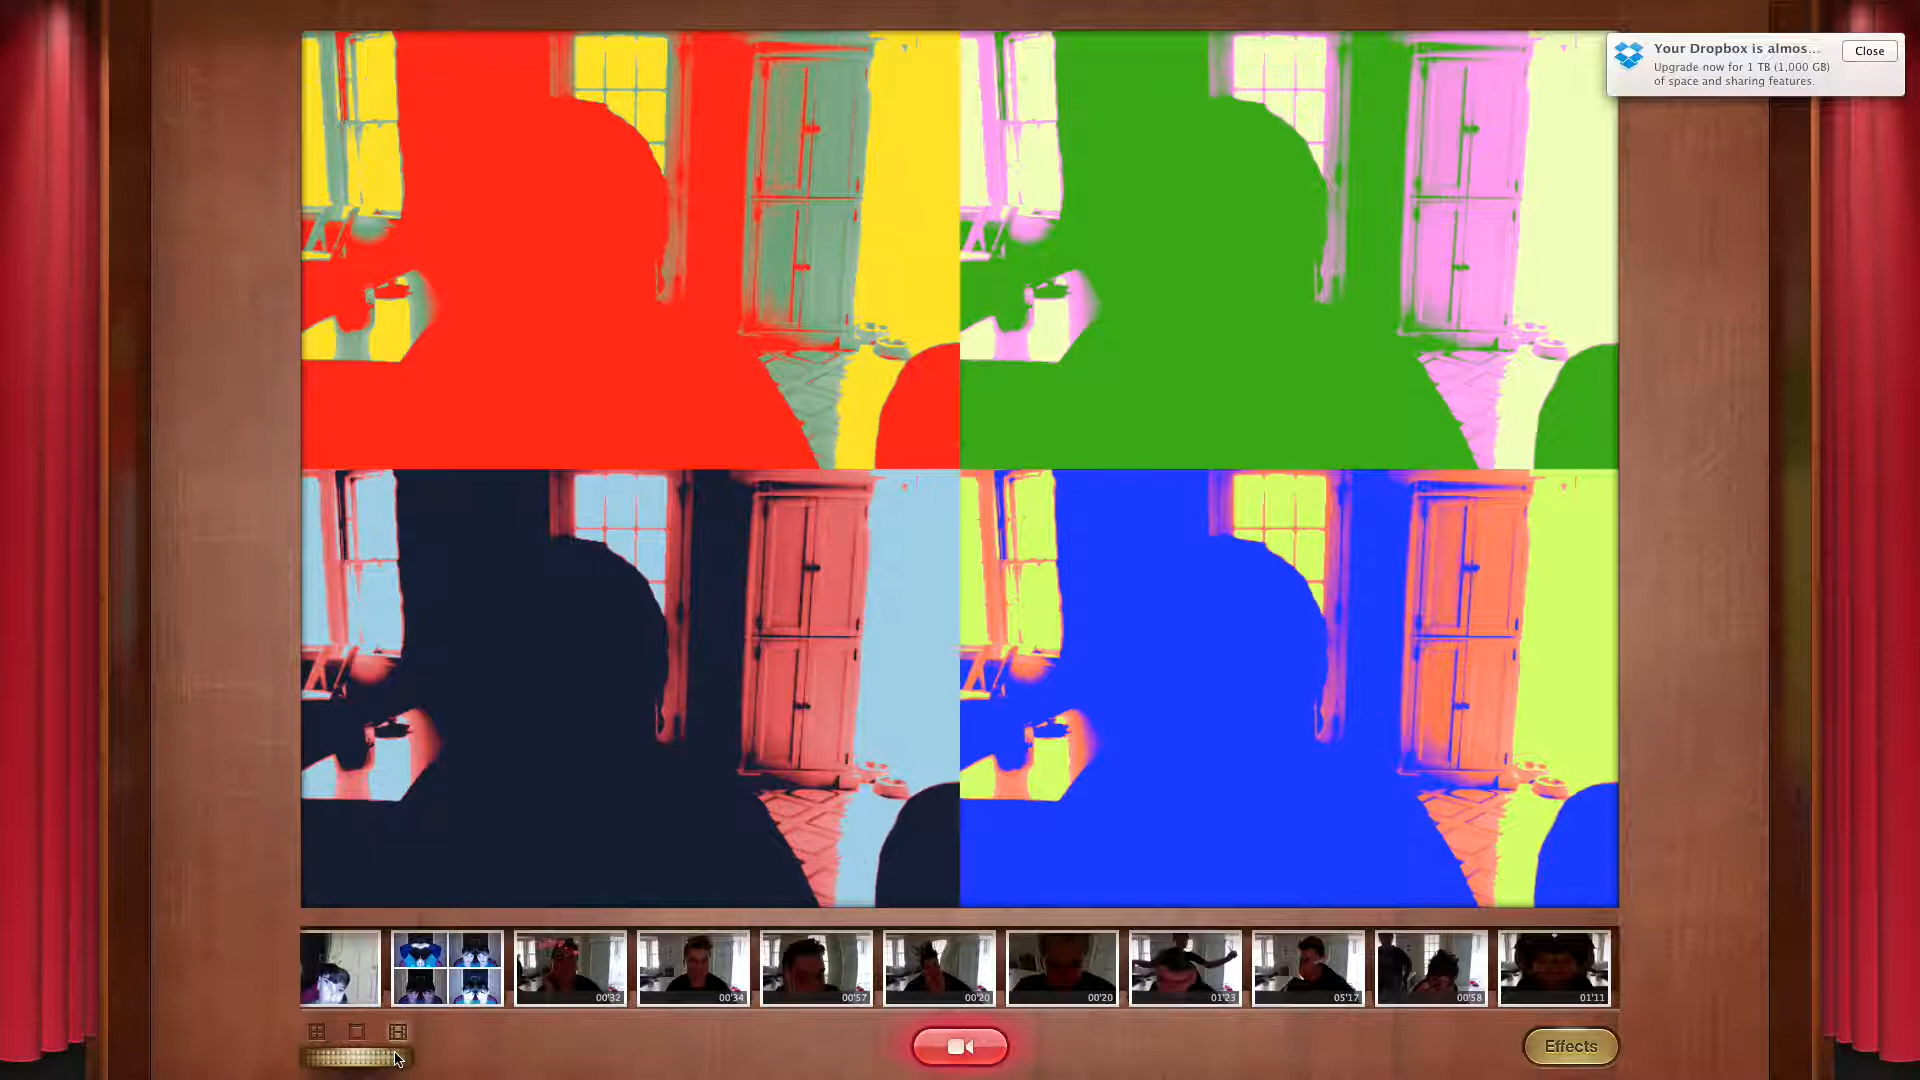 Your Dropbox is almos...
Close
Upgrade now for 1 TB (1,000 GB)
of space and sharing features.
00'32
00'34
00'57
00'20
00'20
01'23
05'17
00'58
01'11
Effects